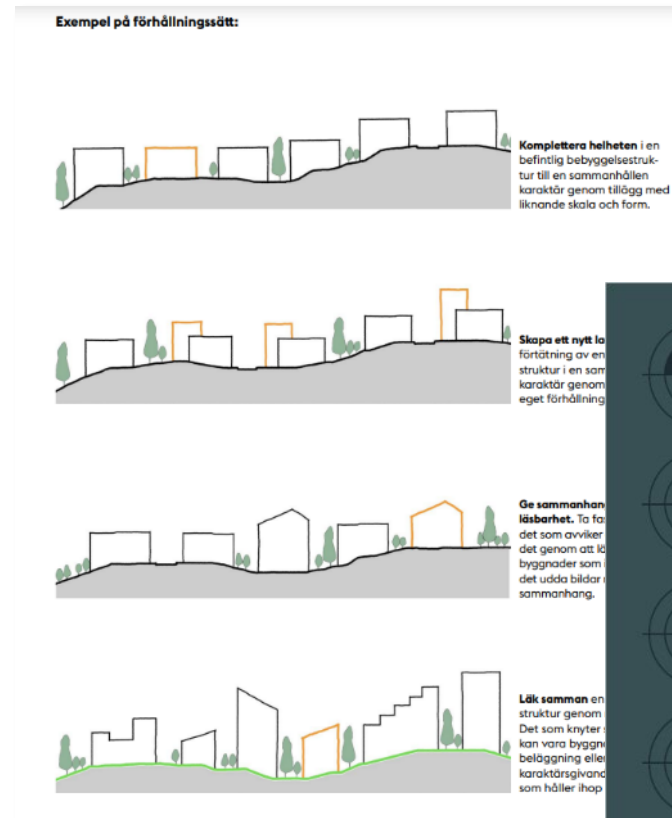 Exempel på förhållningssätt:
Komplettera helheten i en
befintlig bebyggelsestruk-
tur till en sammanhållen
karaktär genom tillägg med
liknande skala och form.
Skapa ett nytt la
förtätning av en
struktur i en sam
karaktär genom
eget förhållning
Ge sammanhan
läsbarhet. Ta fa
det som avviker
det genom att lä
byggnader som i
det udda bildar
sammanhang.
Läk samman en
struktur genom
Det som knyter
kan vara byggn
beläggning eller
karaktärsgivand
som håller ihop